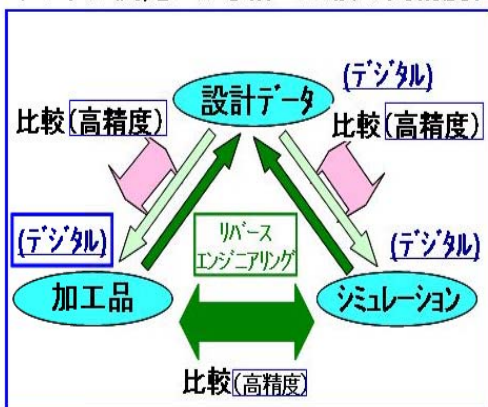 (デジタル)
設計データ
比較(高精度)
比較(高精度)
(デジタル)
リバース
エンジニアリング
(デジタル)
加工品
シミュレーション
比較(高精度)